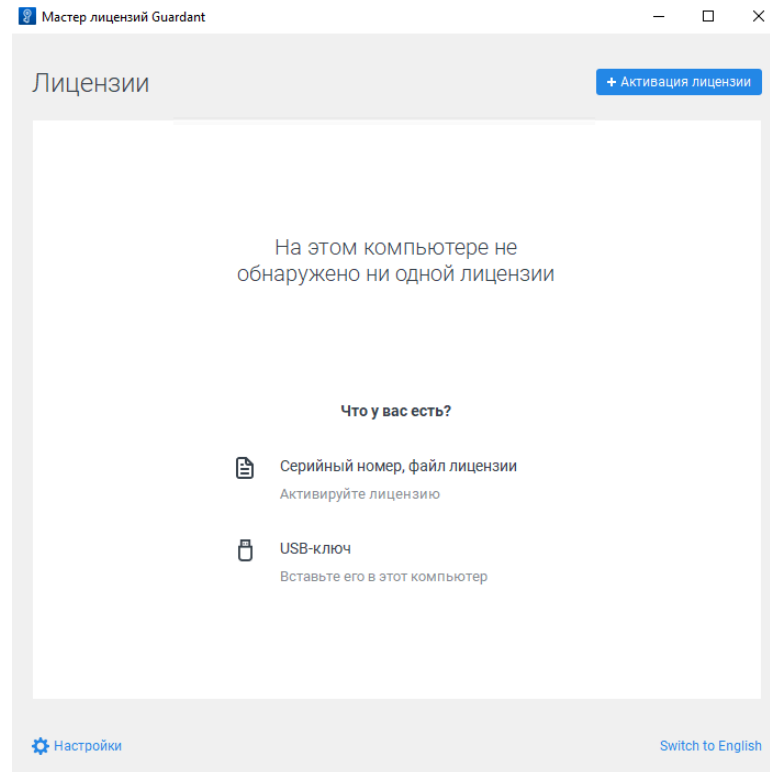 Мастер лицензий Guardant
Лицензии
+ Активация лицензии
На этом компьютере не
обнаружено ни одной лицензии
Что у вас есть?
Серийный номер, файл лицензии
Активируйте лицензию
USB-ключ
Вставьте его в этот компьютер
Настройки
Switch to English